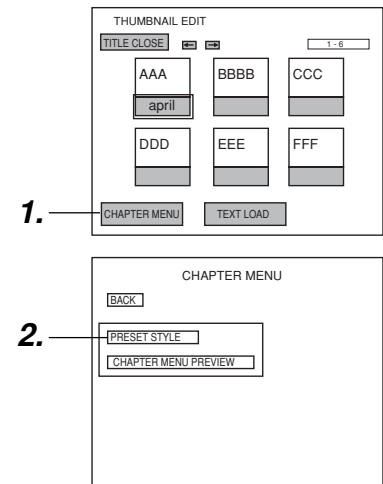 THUMBNAIL EDIT
TITLE CLOSE
1 - 6
AAA BBBB CCC
april
DDD EEE FFF
1. CHAPTER MENU TEXT LOAD
CHAPTER MENU
BACK
2. PRESET STYLE
CHAPTER MENU PREVIEW